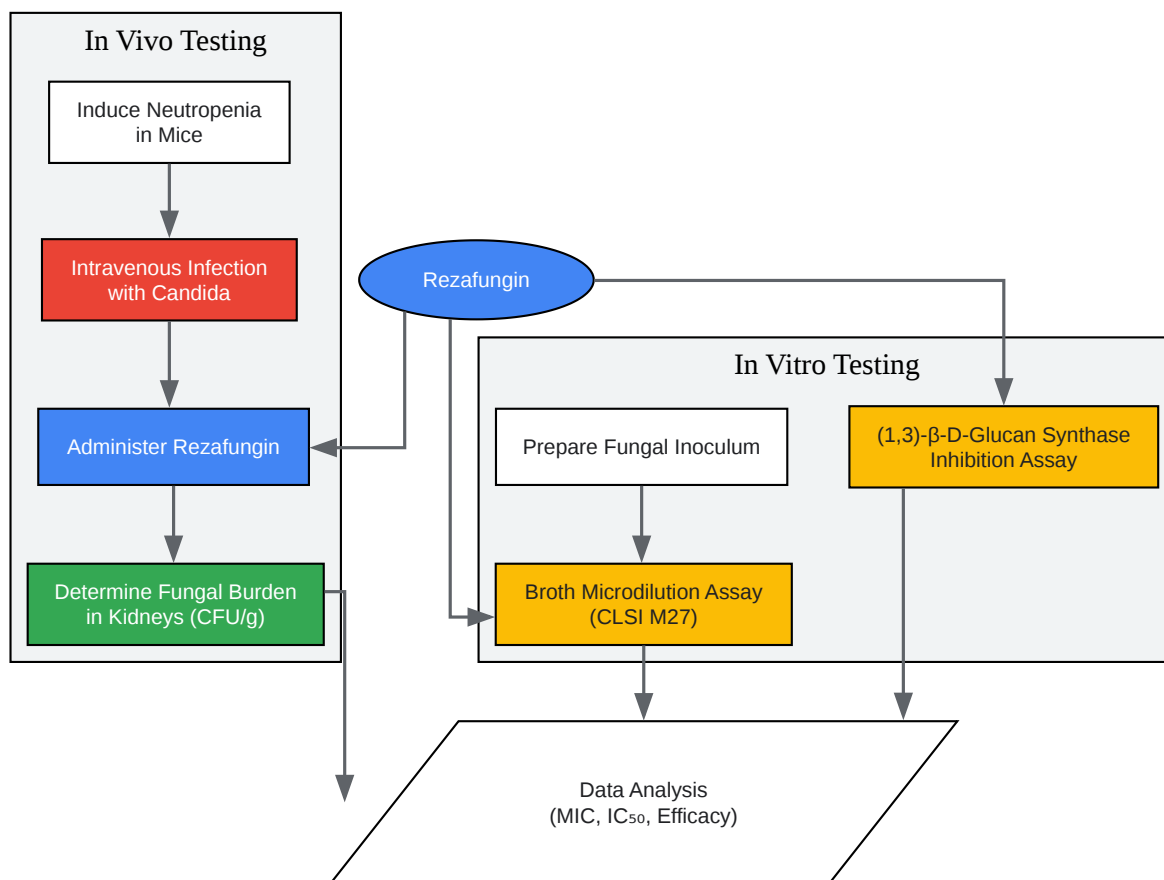 In Vivo Testing
Induce Neutropenia
in Mice
Intravenous Infection
with Candida
Administer Rezafungin
Determine Fungal Burden
in Kidneys (CFU/g)
Rezafungin
In Vitro Testing
Prepare Fungal Inoculum
(1,3)-β-D-Glucan Synthase
Inhibition Assay
Broth Microdilution Assay
(CLSI M27)
Data Analysis
(MIC, IC₅₀, Efficacy)